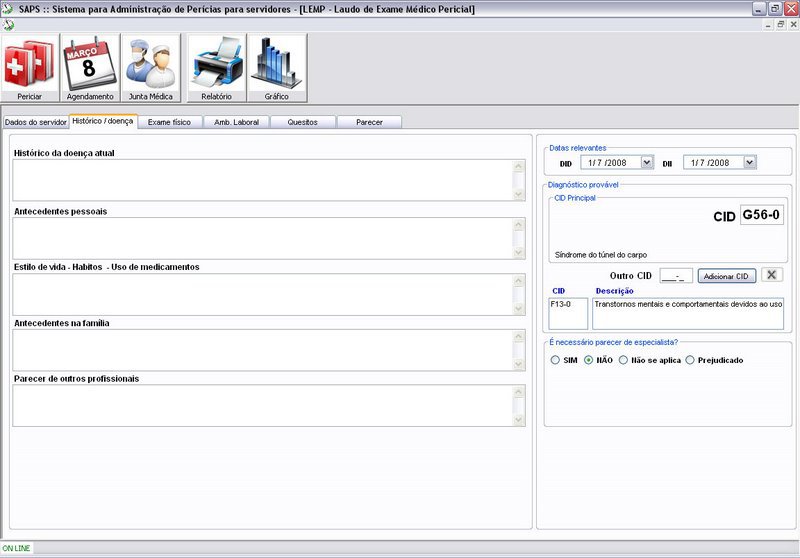 SAPS :: Sistema para Administração de Perícias para servidores - [LEMP - Laudo de Exame Médico Pericial]
MARÇO
8
Periciar
Agendamento
Junta Médica
Relatório
Gráfico
Dados do servidor
Histórico / doença
Exame físico
Amb. Laboral
Quesitos
Parecer
Histórico da doença atual
Antecedentes pessoais
Estilo de vida - Habitos - Uso de medicamentos
Antecedentes na família
Parecer de outros profissionais
Datas relevantes
DID 1/ 7 /2008 DII 1/ 7 /2008
Diagnóstico provável
CID Principal
CID G56-0
Síndrome do túnel do carpo
Outro CID ___-_ Adicionar CID X
CID Descrição
F13-0 Transtornos mentais e comportamentais devidos ao uso
É necessário parecer de especialista?
SIM NÃO Não se aplica Prejudicado
ON LINE